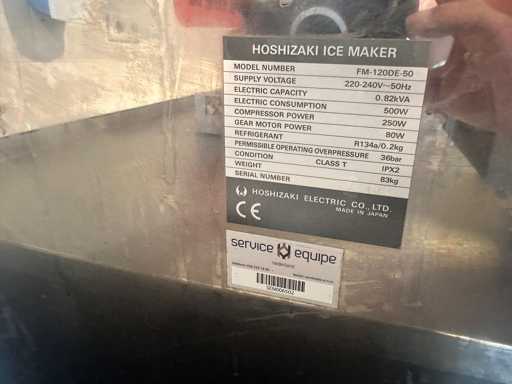 HOSHIZAKI ICE MAKER
MODEL NUMBER FM-120DE-50
SUPPLY VOLTAGE 220-240V~50Hz
ELECTRIC CAPACITY 0.82kVA
ELECTRIC CONSUMPTION 500W
COMPRESSOR POWER 250W
GEAR MOTOR POWER 80W
REFRIGERANT R134a/0.2kg
PERMISSIBLE OPERATING OVERPRESSURE 36bar
CONDITION CLASS T IPX2
WEIGHT 83kg
SERIAL NUMBER
HOSHIZAKI ELECTRIC CO., LTD.
MADE IN JAPAN
CE
service equipe
nederland